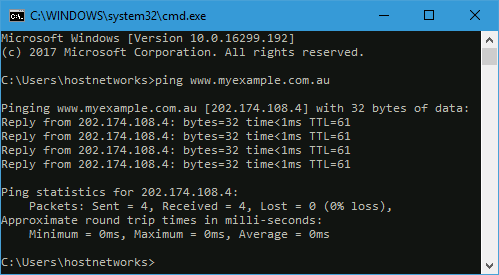 C:\WINDOWS\system32\cmd.exe
Microsoft Windows [Version 10.0.16299.192]
(c) 2017 Microsoft Corporation. All rights reserved.
C:\Users\hostnetworks>ping www.myexample.com.au
Pinging www.myexample.com.au [202.174.108.4] with 32 bytes of data:
Reply from 202.174.108.4: bytes=32 time<1ms TTL=61
Reply from 202.174.108.4: bytes=32 time<1ms TTL=61
Reply from 202.174.108.4: bytes=32 time<1ms TTL=61
Reply from 202.174.108.4: bytes=32 time<1ms TTL=61
Ping statistics for 202.174.108.4:
    Packets: Sent = 4, Received = 4, Lost = 0 (0% loss),
Approximate round trip times in milli-seconds:
    Minimum = 0ms, Maximum = 0ms, Average = 0ms
C:\Users\hostnetworks>